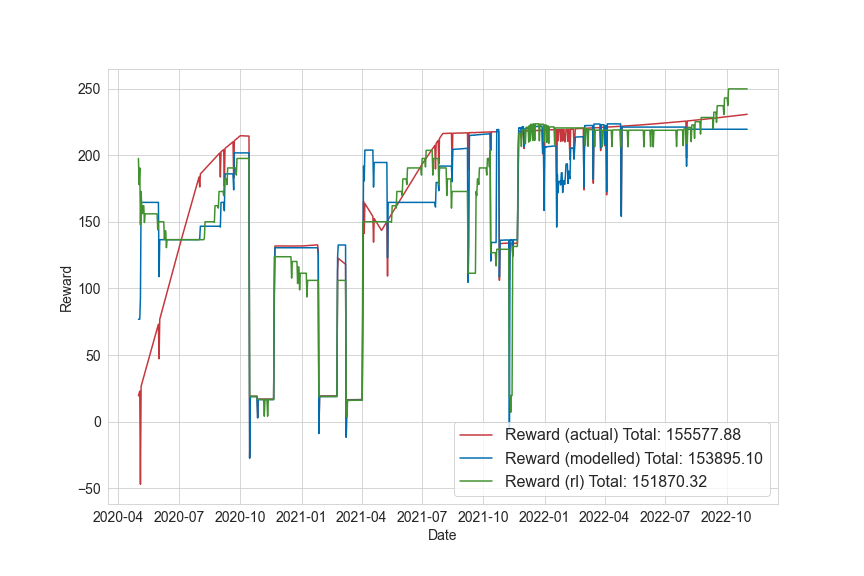 Reward
250
200
150
100
50
0
−50
2020-04 2020-07 2020-10 2021-01 2021-04 2021-07 2021-10 2022-01 2022-04 2022-07 2022-10
Date
Reward (actual) Total: 155577.88
Reward (modelled) Total: 153895.10
Reward (rl) Total: 151870.32